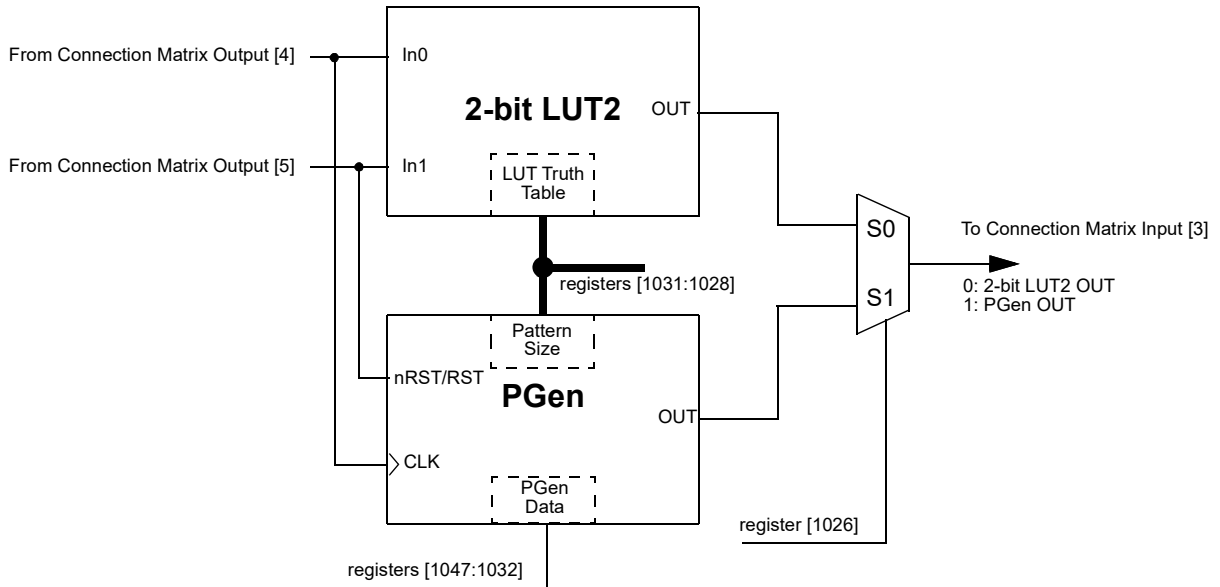 From Connection Matrix Output [4]
In0
2-bit LUT2
OUT
From Connection Matrix Output [5]
In1
LUT Truth
Table
S0
To Connection Matrix Input [3]
registers [1031:1028]
0: 2-bit LUT2 OUT
1: PGen OUT
S1
Pattern
Size
nRST/RST
PGen
OUT
CLK
PGen
Data
register [1026]
registers [1047:1032]